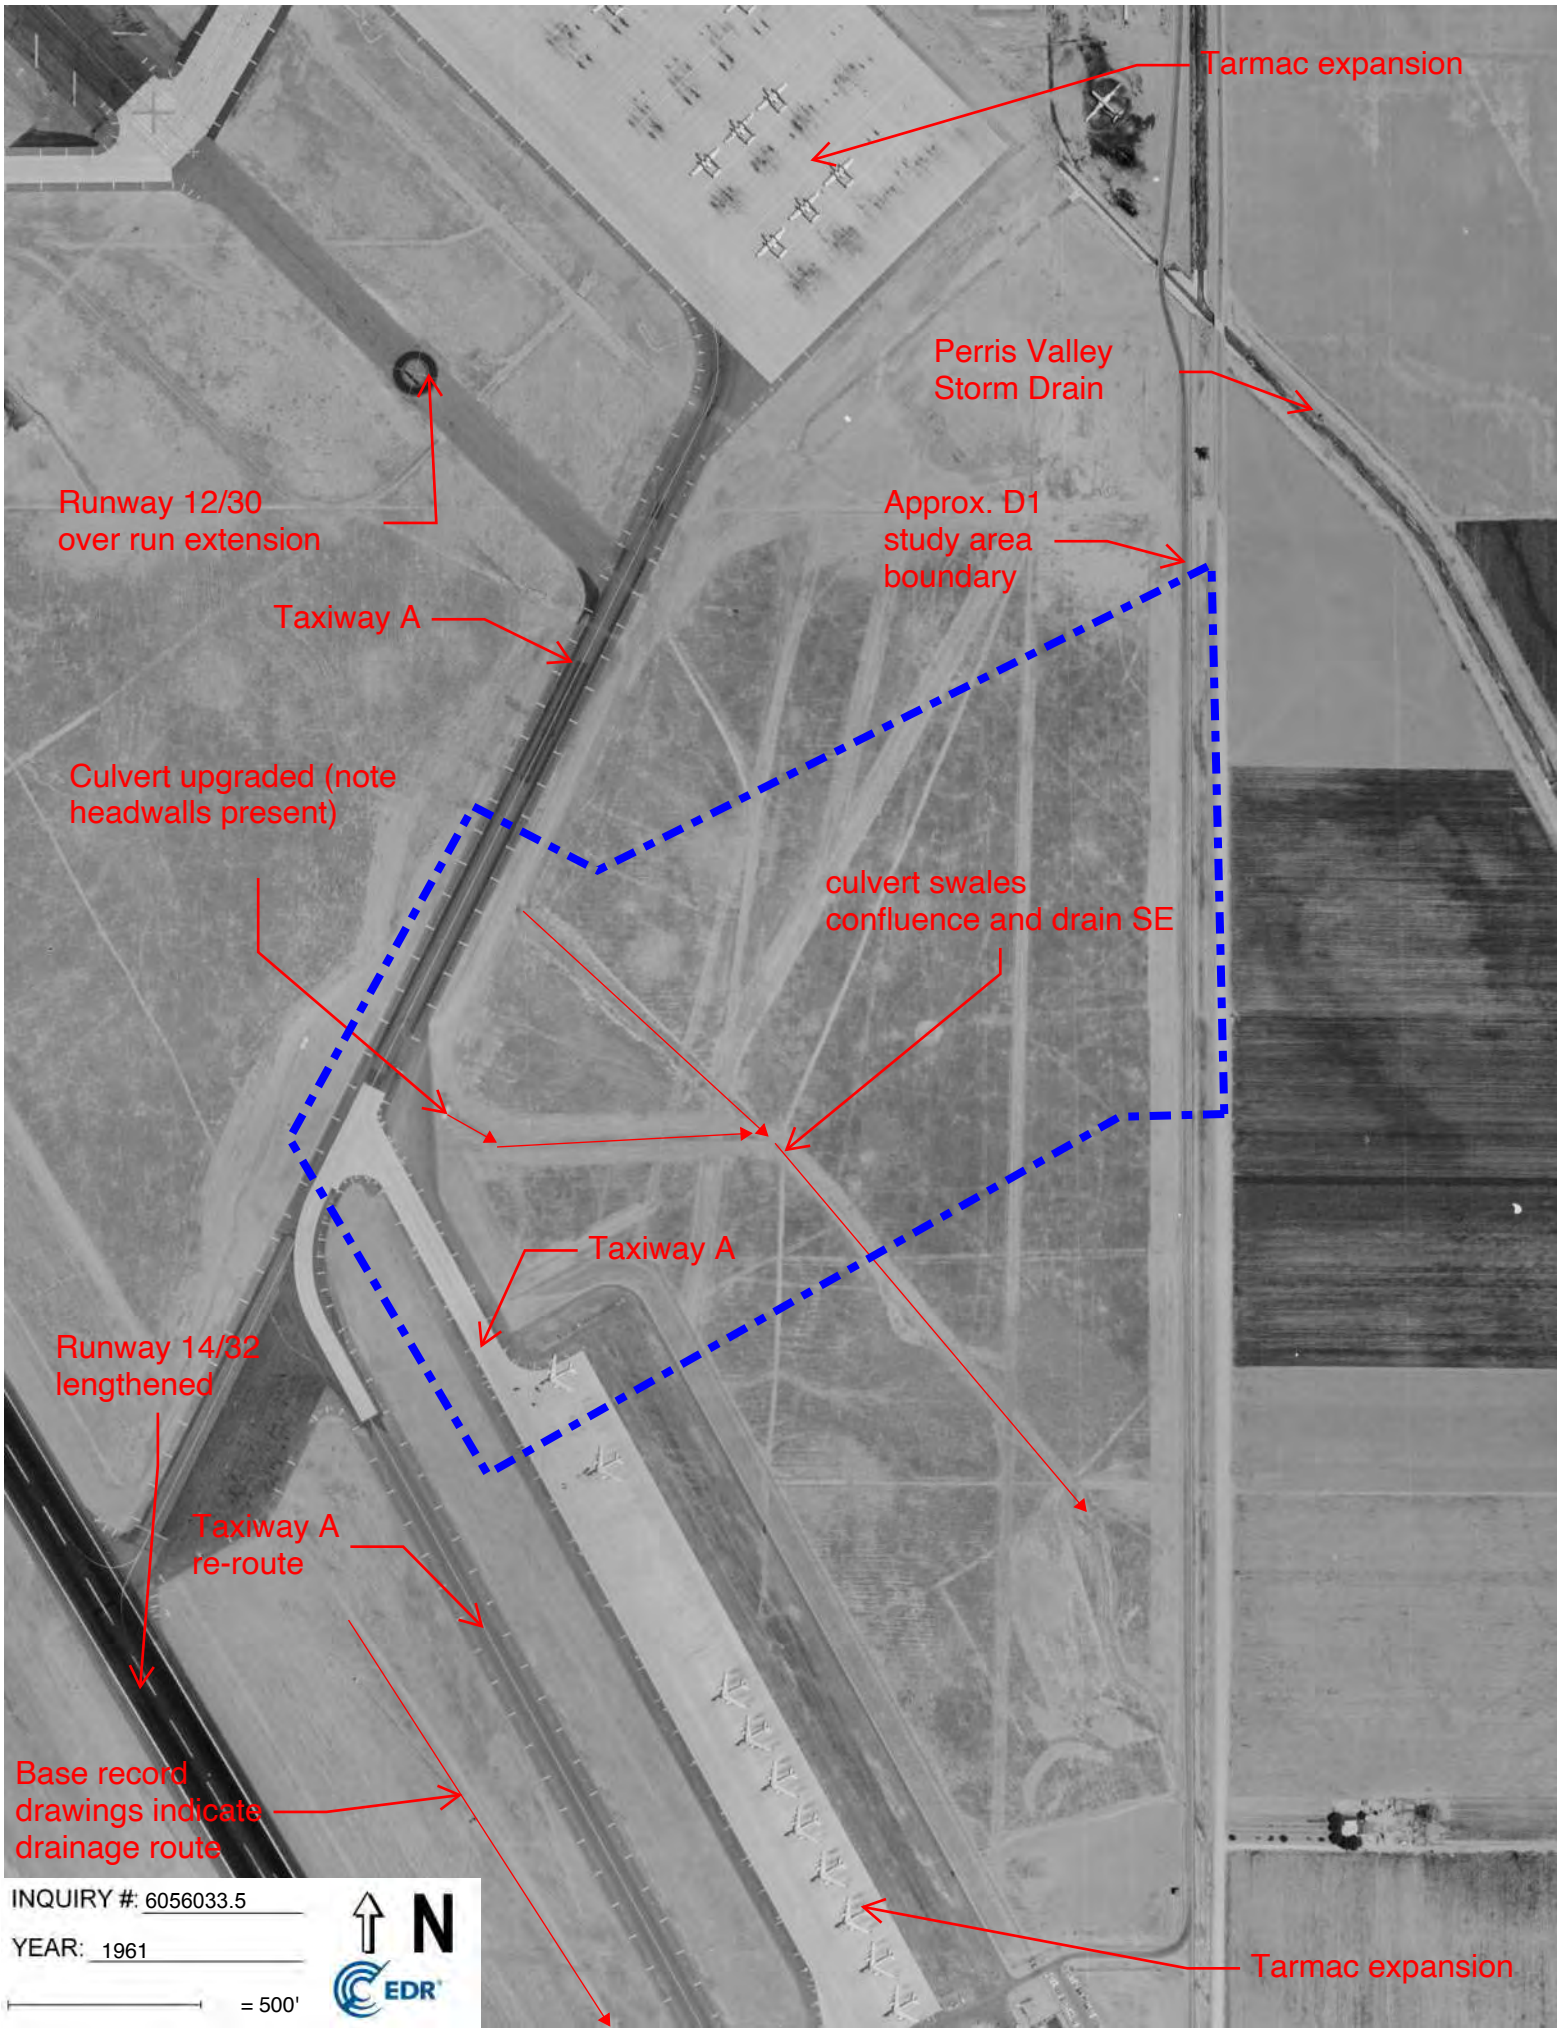 Tarmac expansion
Perris Valley
Storm Drain
Runway 12/30
over run extension
Approx. D1
study area
boundary
Taxiway A
Culvert upgraded (note
headwalls present)
culvert swales
confluence and drain SE
Taxiway A
Runway 14/32
lengthened
Taxiway A
re-route
Base record
drawings indicate
drainage route
Tarmac expansion
INQUIRY #: 6056033.5
YEAR: 1961
= 500'
N
EDR®